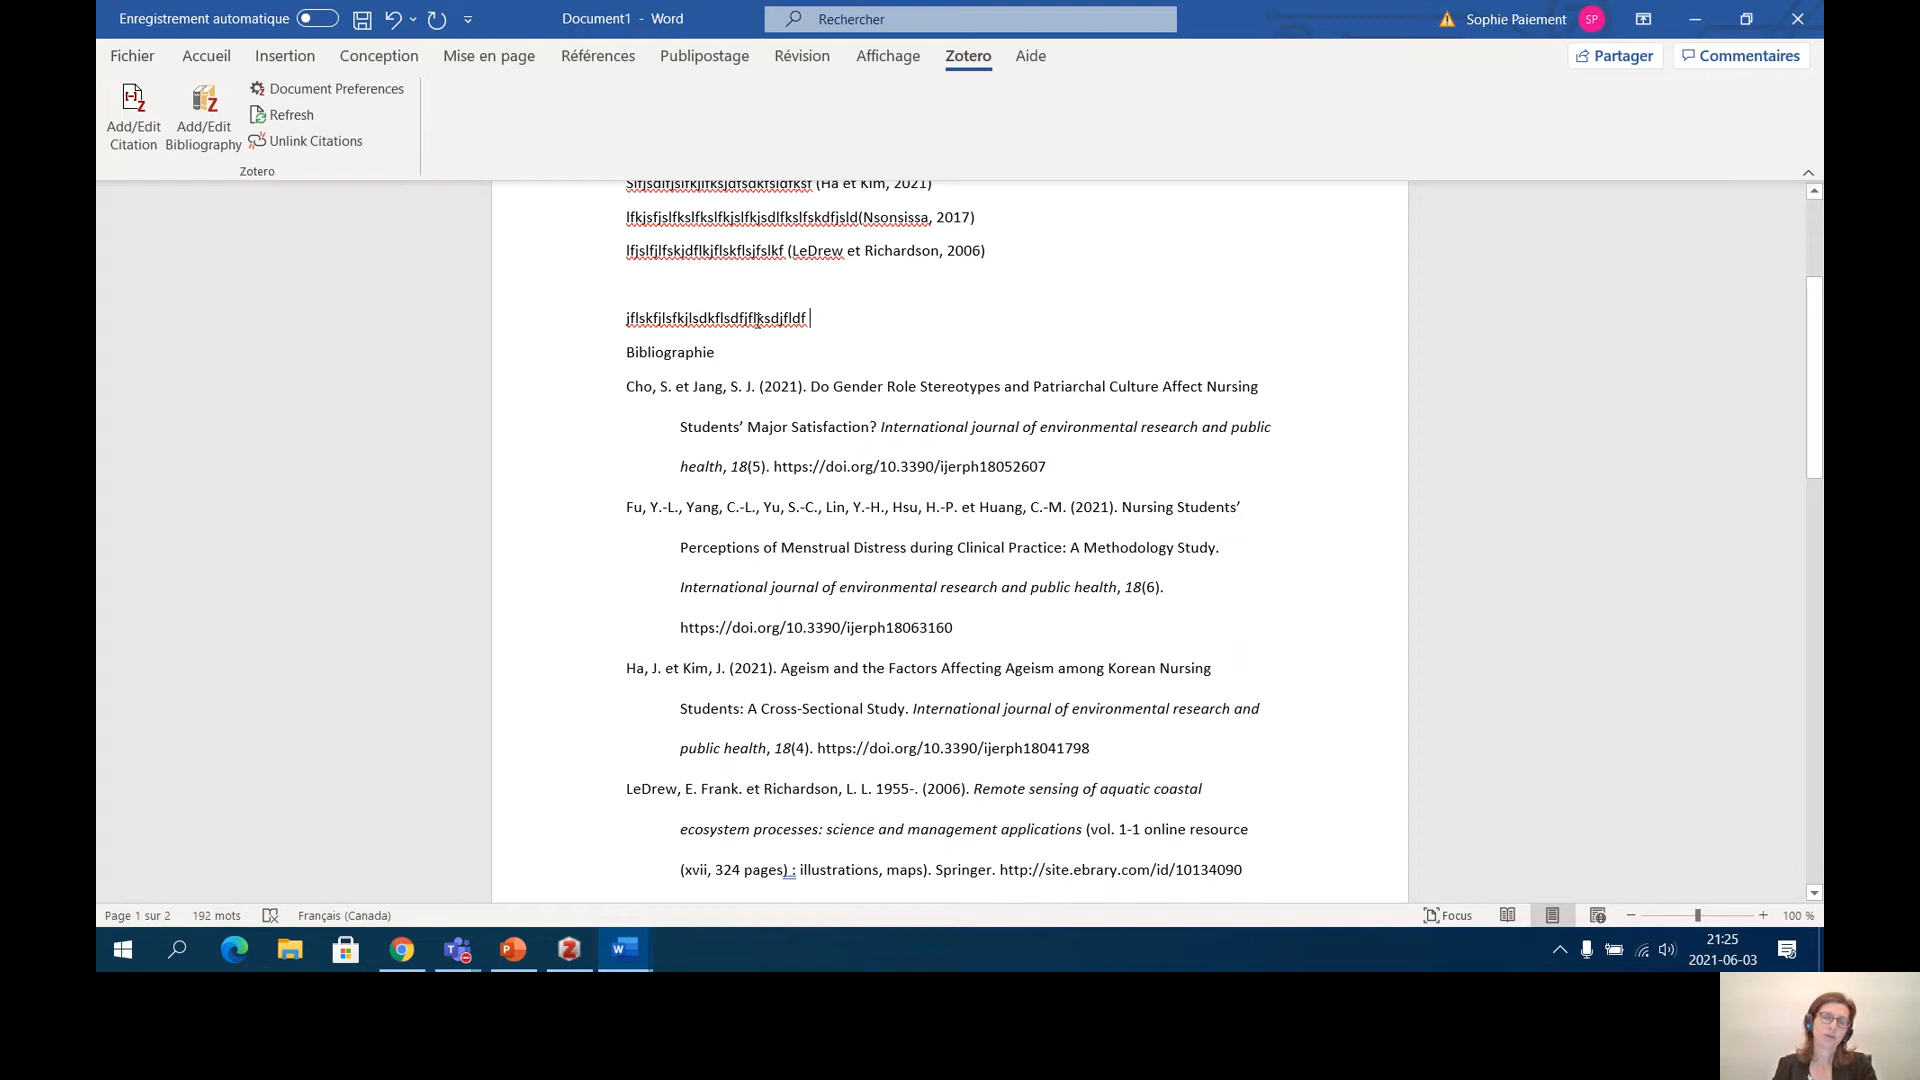 Enregistrement automatique
Document1 - Word
Rechercher
Sophie Paiement
SP
Fichier Accueil Insertion Conception Mise en page Références Publipostage Révision Affichage Zotero Aide
Partager Commentaires
Add/Edit Citation
Add/Edit Bibliography
Document Preferences
Refresh
Unlink Citations
Zotero
(Ha et Kim, 2021)
lfkjsfjslfkslfkslfkjslfkjsdlfkslfskdfjsld(Nsonsissa, 2017)
lfjslfjlfskjdflkjflskflsjfslkf (LeDrew et Richardson, 2006)
jflskfjlsfkjlsdkflsdfjflksdjfldf
Bibliographie
Cho, S. et Jang, S. J. (2021). Do Gender Role Stereotypes and Patriarchal Culture Affect Nursing
Students’ Major Satisfaction? International journal of environmental research and public
health, 18(5). https://doi.org/10.3390/ijerph18052607
Fu, Y.-L., Yang, C.-L., Yu, S.-C., Lin, Y.-H., Hsu, H.-P. et Huang, C.-M. (2021). Nursing Students’
Perceptions of Menstrual Distress during Clinical Practice: A Methodology Study.
International journal of environmental research and public health, 18(6).
https://doi.org/10.3390/ijerph18063160
Ha, J. et Kim, J. (2021). Ageism and the Factors Affecting Ageism among Korean Nursing
Students: A Cross-Sectional Study. International journal of environmental research and
public health, 18(4). https://doi.org/10.3390/ijerph18041798
LeDrew, E. Frank. et Richardson, L. L. 1955-. (2006). Remote sensing of aquatic coastal
ecosystem processes: science and management applications (vol. 1-1 online resource
(xvii, 324 pages) : illustrations, maps). Springer. http://site.ebrary.com/id/10134090
Page 1 sur 2 192 mots Français (Canada)
Focus
100 %
21:25
2021-06-03